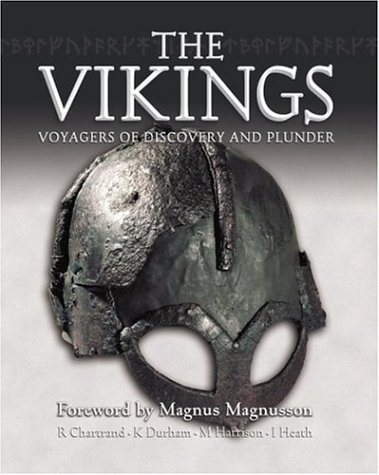 THE
VIKINGS
VOYAGERS OF DISCOVERY AND PLUNDER
Foreword by Magnus Magnusson
R Chartrand · K Durham · M Harrison · I Heath